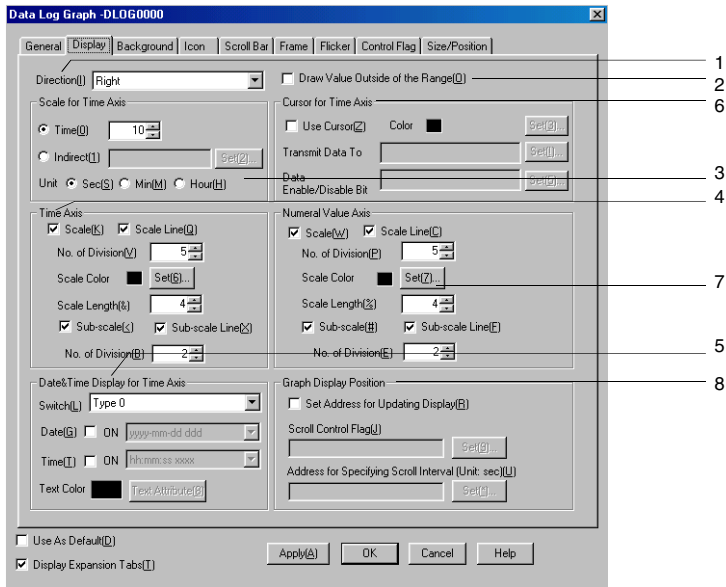 Data Log Graph -DLOG0000
General Display Background Icon Scroll Bar Frame Flicker Control Flag Size/Position
Direction(I) Right
Draw Value Outside of the Range(O)
1
2
Scale for Time Axis
Time(0) 10
Indirect(1) Set(2)...
Unit Sec(S) Min(M) Hour(H)
Cursor for Time Axis
6
Use Cursor(Z) Color Set(3)...
Transmit Data To Set(L)...
Data
Enable/Disable Bit Set(5)...
3
4
Time Axis
Scale(K) Scale Line(Q)
No. of Division(V) 5
Scale Color Set(6)...
Scale Length(&) 4
Sub-scale(<) Sub-scale Line(X)
No. of Division(B) 2
Numeral Value Axis
Scale(W) Scale Line(C)
No. of Division(P) 5
Scale Color Set(7)...
7
Scale Length(%) 4
Sub-scale(#) Sub-scale Line(F)
No. of Division(E) 2
5
Date&Time Display for Time Axis
Switch(L) Type 0
Date(G) ON yyyy-mm-dd ddd
Time(T) ON hh:mm:ss xxxx
Text Color Text Attribute(8)
Graph Display Position
8
Set Address for Updating Display(R)
Scroll Control Flag(J)
Set(9)...
Address for Specifying Scroll Interval (Unit: sec)(U)
Use As Default(D)
Display Expansion Tabs(T)
Apply(A) OK Cancel Help